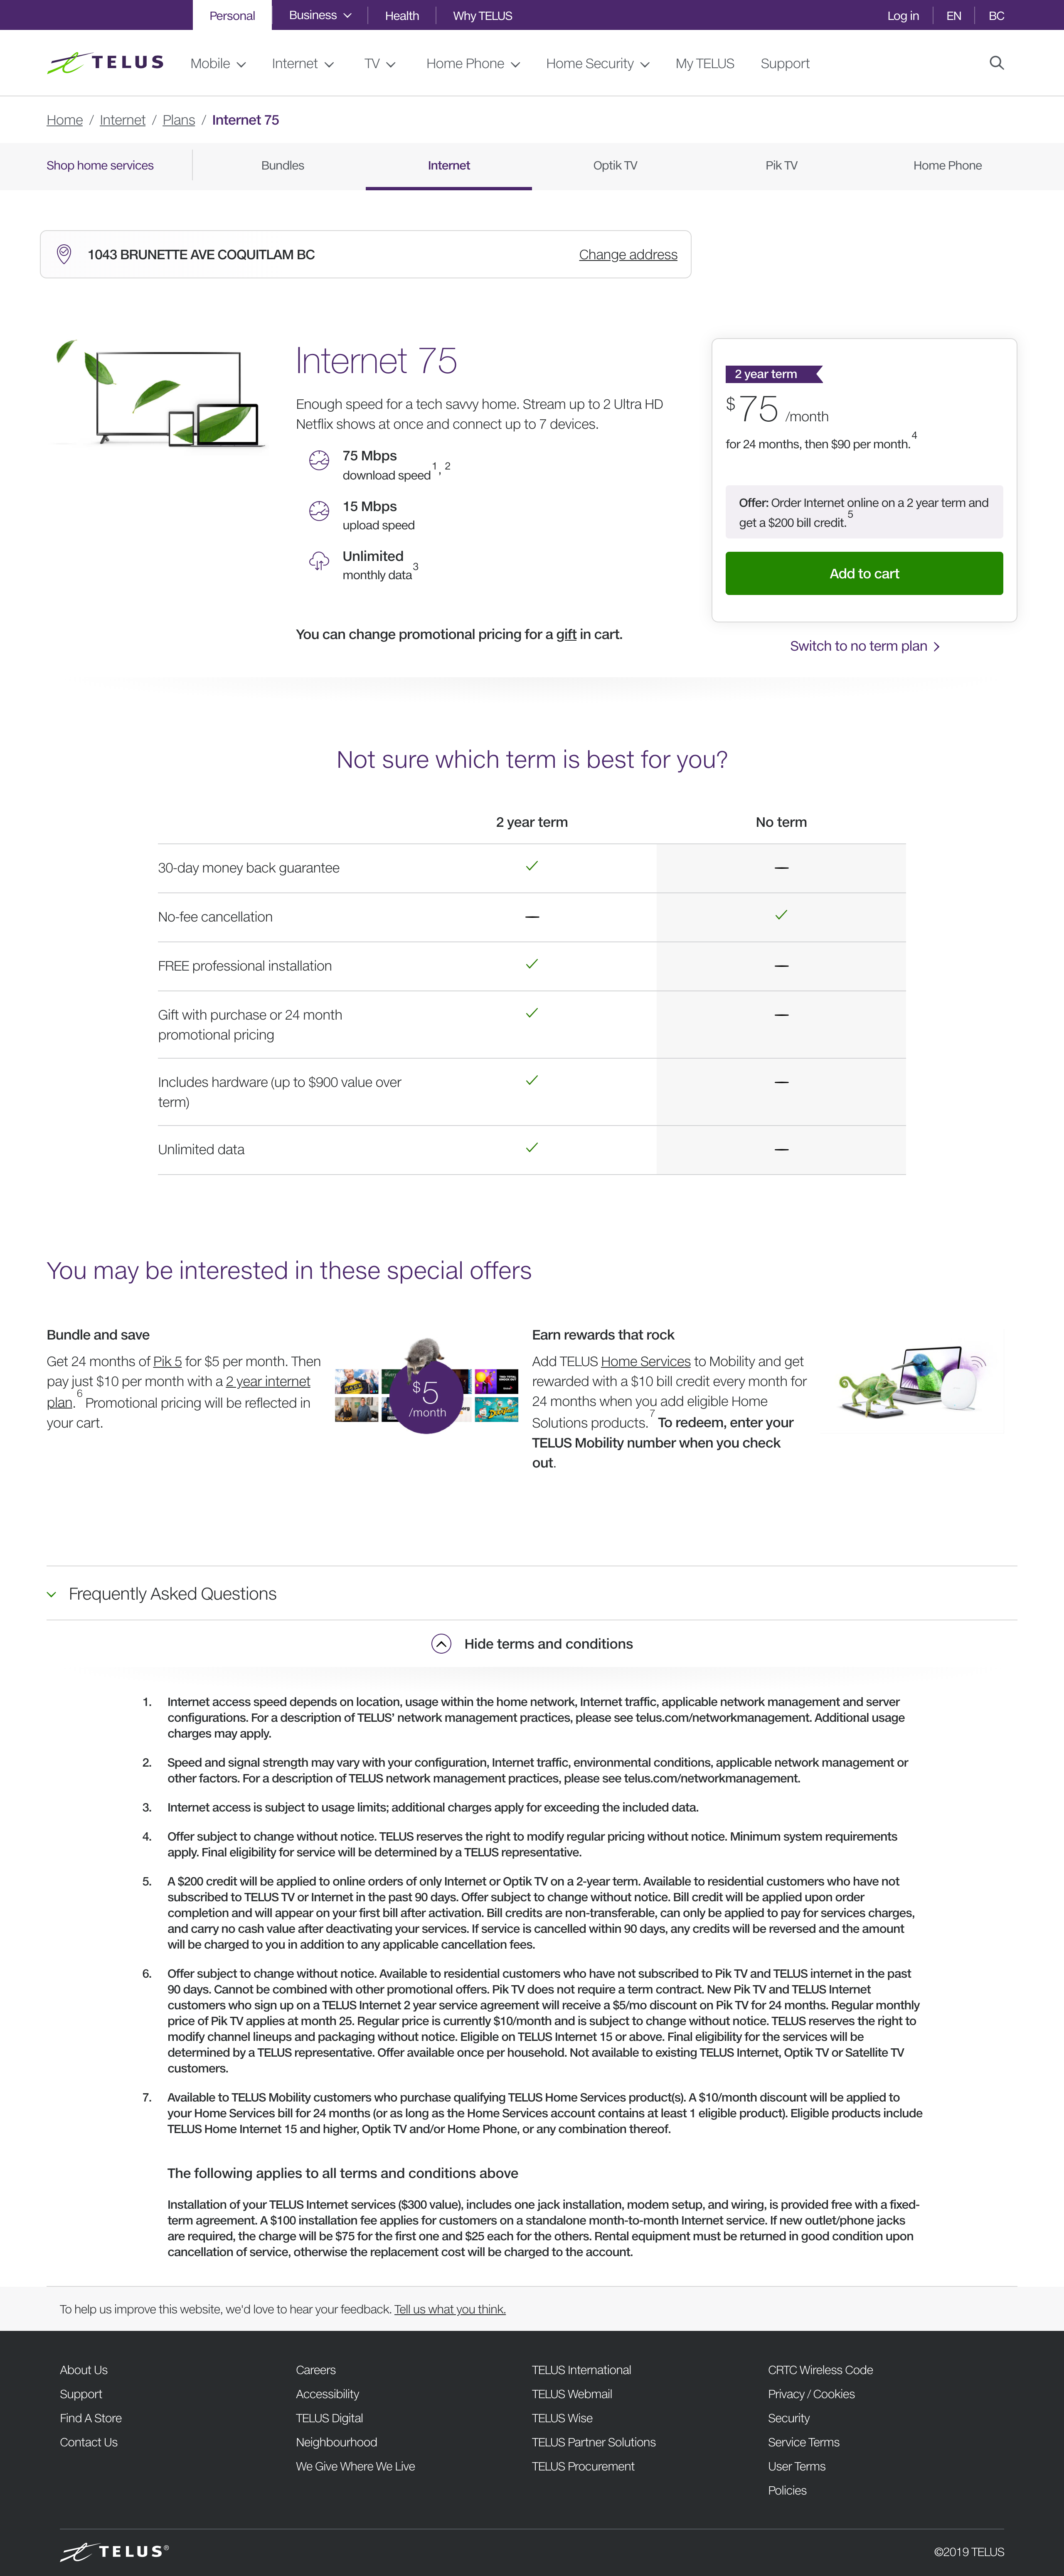 Personal Business Health Why TELUS Log in EN BC
TELUS Mobile Internet TV Home Phone Home Security My TELUS Support
Home / Internet / Plans / Internet 75
Shop home services Bundles Internet Optik TV Pik TV Home Phone
1043 BRUNETTE AVE COQUITLAM BC Change address
Internet 75
Enough speed for a tech savvy home. Stream up to 2 Ultra HD
Netflix shows at once and connect up to 7 devices.
75 Mbps
download speed 1, 2
15 Mbps
upload speed
Unlimited
monthly data 3
You can change promotional pricing for a gift in cart.
2 year term
$75 /month
for 24 months, then $90 per month. 4
Offer: Order Internet online on a 2 year term and
get a $200 bill credit. 5
Add to cart
Switch to no term plan
Not sure which term is best for you?
2 year term No term
30-day money back guarantee
No-fee cancellation
FREE professional installation
Gift with purchase or 24 month
promotional pricing
Includes hardware (up to $900 value over
term)
Unlimited data
You may be interested in these special offers
Bundle and save
Get 24 months of Pik 5 for $5 per month. Then
pay just $10 per month with a 2 year internet
plan. 6 Promotional pricing will be reflected in
your cart.
$5
/month
Earn rewards that rock
Add TELUS Home Services to Mobility and get
rewarded with a $10 bill credit every month for
24 months when you add eligible Home
Solutions products. 7 To redeem, enter your
TELUS Mobility number when you check
out.
Frequently Asked Questions
Hide terms and conditions
1. Internet access speed depends on location, usage within the home network, Internet traffic, applicable network management and server
configurations. For a description of TELUS' network management practices, please see telus.com/networkmanagement. Additional usage
charges may apply.
2. Speed and signal strength may vary with your configuration, Internet traffic, environmental conditions, applicable network management or
other factors. For a description of TELUS network management practices, please see telus.com/networkmanagement.
3. Internet access is subject to usage limits; additional charges apply for exceeding the included data.
4. Offer subject to change without notice. TELUS reserves the right to modify regular pricing without notice. Minimum system requirements
apply. Final eligibility for service will be determined by a TELUS representative.
5. A $200 credit will be applied to online orders of only Internet or Optik TV on a 2-year term. Available to residential customers who have not
subscribed to TELUS TV or Internet in the past 90 days. Offer subject to change without notice. Bill credit will be applied upon order
completion and will appear on your first bill after activation. Bill credits are non-transferable, can only be applied to pay for services charges,
and carry no cash value after deactivating your services. If service is cancelled within 90 days, any credits will be reversed and the amount
will be charged to you in addition to any applicable cancellation fees.
6. Offer subject to change without notice. Available to residential customers who have not subscribed to Pik TV and TELUS internet in the past
90 days. Cannot be combined with other promotional offers. Pik TV does not require a term contract. New Pik TV and TELUS Internet
customers who sign up on a TELUS Internet 2 year service agreement will receive a $5/mo discount on Pik TV for 24 months. Regular monthly
price of Pik TV applies at month 25. Regular price is currently $10/month and is subject to change without notice. TELUS reserves the right to
modify channel lineups and packaging without notice. Eligible on TELUS Internet 15 or above. Final eligibility for the services will be
determined by a TELUS representative. Offer available once per household. Not available to existing TELUS Internet, Optik TV or Satellite TV
customers.
7. Available to TELUS Mobility customers who purchase qualifying TELUS Home Services product(s). A $10/month discount will be applied to
your Home Services bill for 24 months (or as long as the Home Services account contains at least 1 eligible product). Eligible products include
TELUS Home Internet 15 and higher, Optik TV and/or Home Phone, or any combination thereof.
The following applies to all terms and conditions above
Installation of your TELUS Internet services ($300 value), includes one jack installation, modem setup, and wiring, is provided free with a fixed-
term agreement. A $100 installation fee applies for customers on a standalone month-to-month Internet service. If new outlet/phone jacks
are required, the charge will be $75 for the first one and $25 each for the others. Rental equipment must be returned in good condition upon
cancellation of service, otherwise the replacement cost will be charged to the account.
To help us improve this website, we'd love to hear your feedback. Tell us what you think.
About Us Careers TELUS International CRTC Wireless Code
Support Accessibility TELUS Webmail Privacy / Cookies
Find A Store TELUS Digital TELUS Wise Security
Contact Us Neighbourhood TELUS Partner Solutions Service Terms
We Give Where We Live TELUS Procurement User Terms
Policies
TELUS® ©2019 TELUS